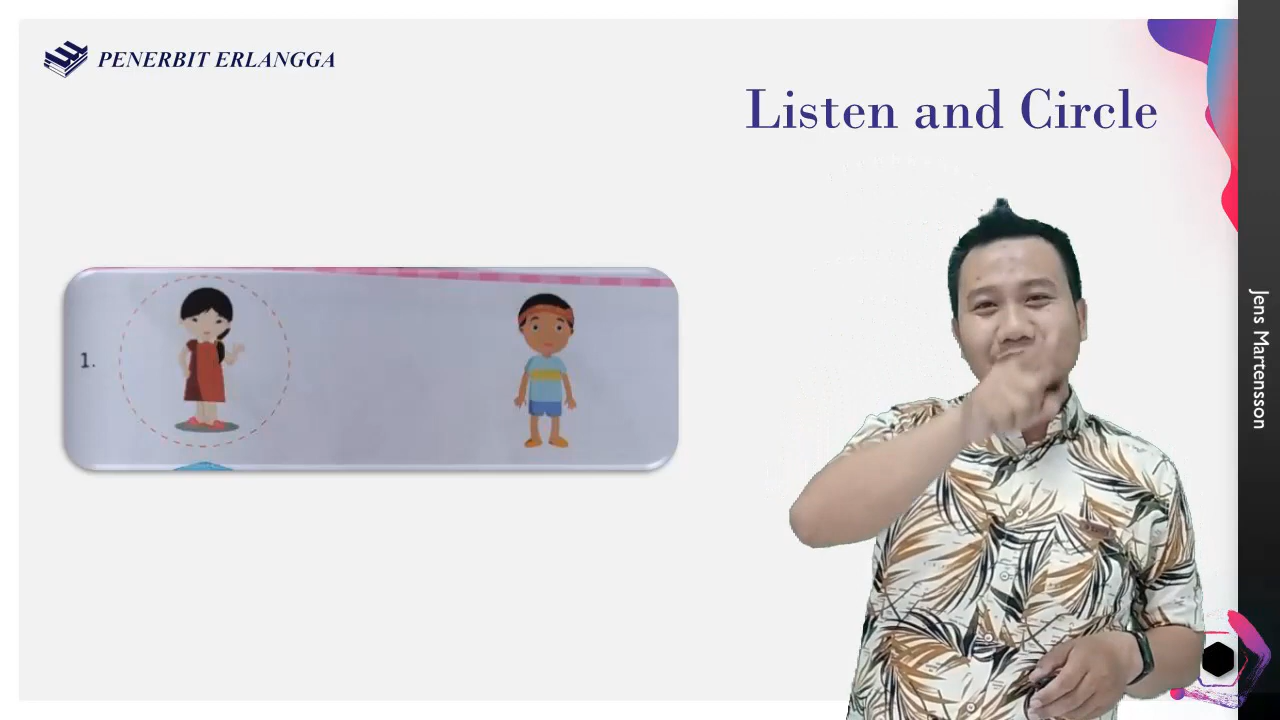 PENERBIT ERLANGGA
Listen and Circle
1.
Jens Martensson